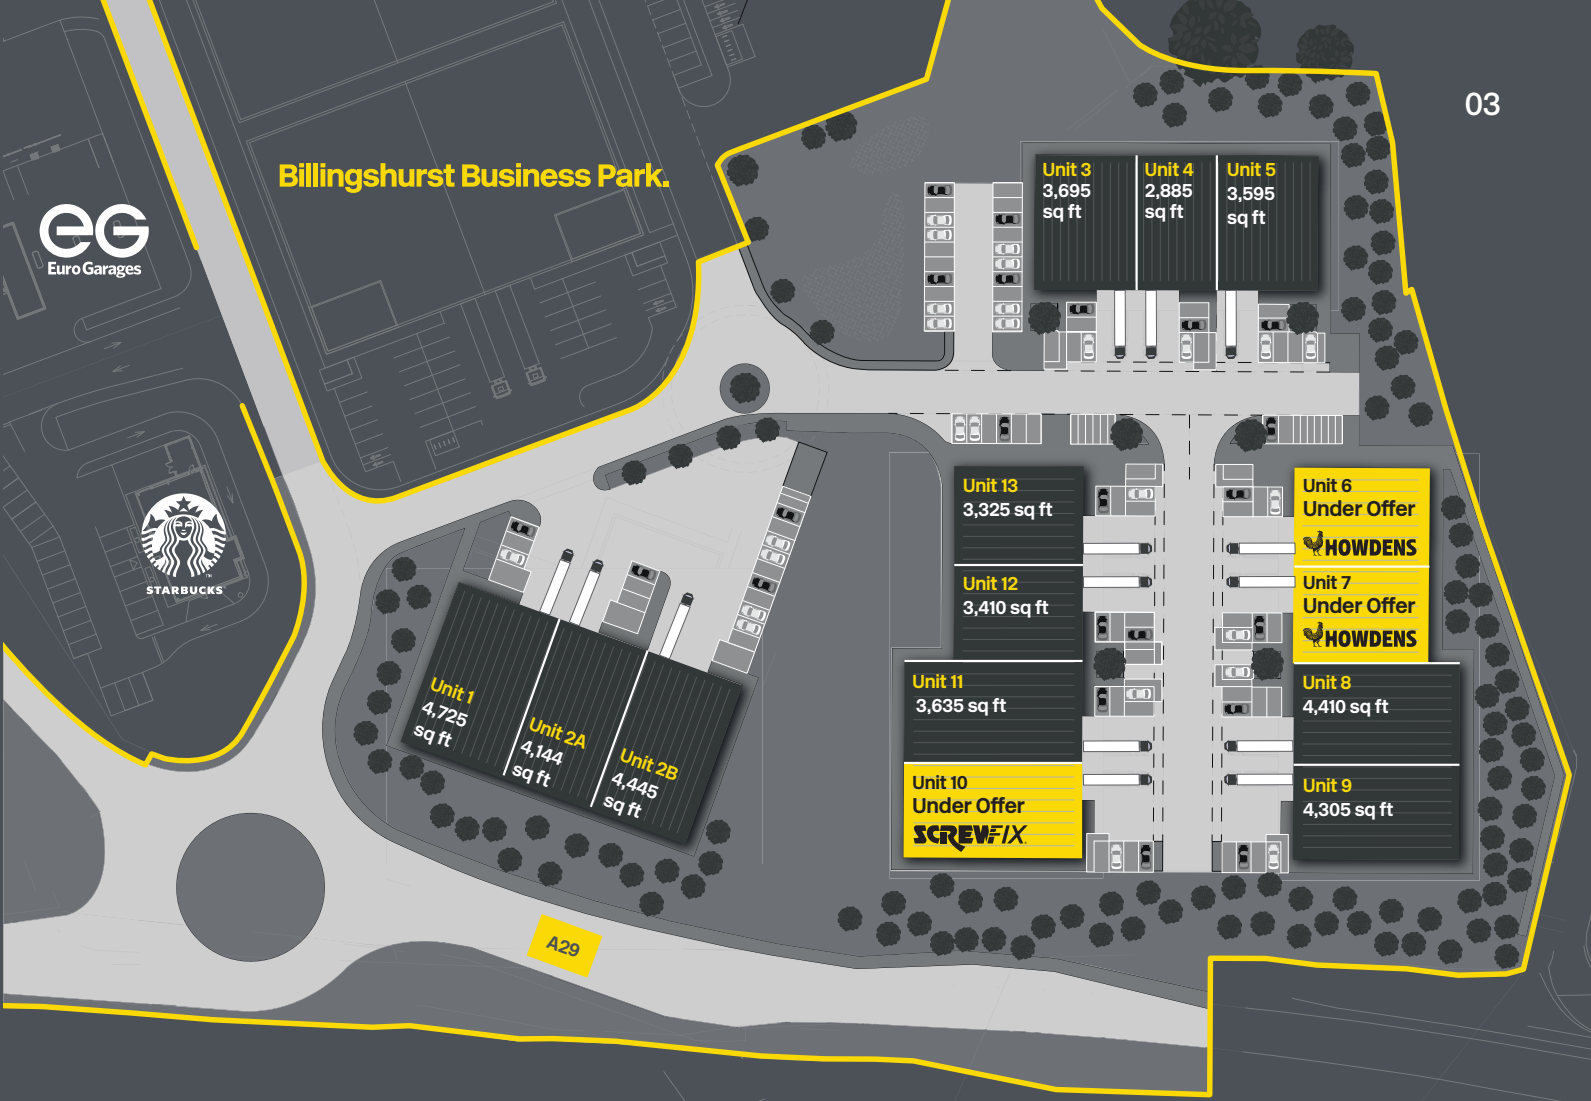 03
Billingshurst Business Park.
eG
Euro Garages
STARBUCKS
TM
Unit 3
3,695
sq ft
Unit 4
2,885
sq ft
Unit 5
3,595
sq ft
Unit 13
3,325 sq ft
Unit 12
3,410 sq ft
Unit 11
3,635 sq ft
Unit 10
Under Offer
SCREWFIX
Unit 6
Under Offer
HOWDENS
Unit 7
Under Offer
HOWDENS
Unit 8
4,410 sq ft
Unit 9
4,305 sq ft
Unit 1
4,725
sq ft
Unit 2A
4,144
sq ft
Unit 2B
4,445
sq ft
A29